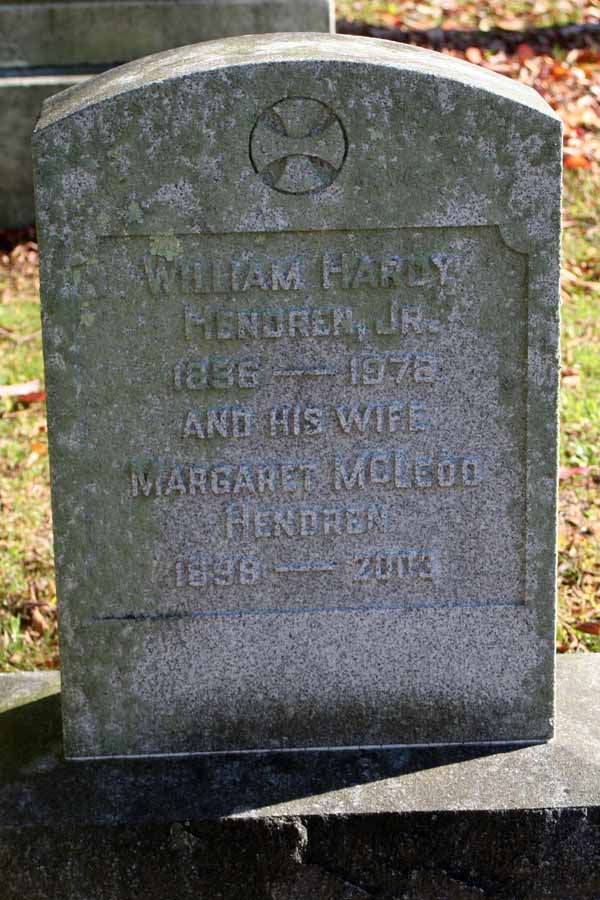 WILLIAM HARDY
HENDREN, JR.
1896 — 1978
AND HIS WIFE
MARGARET MCLEOD
HENDREN
1898 — 2003